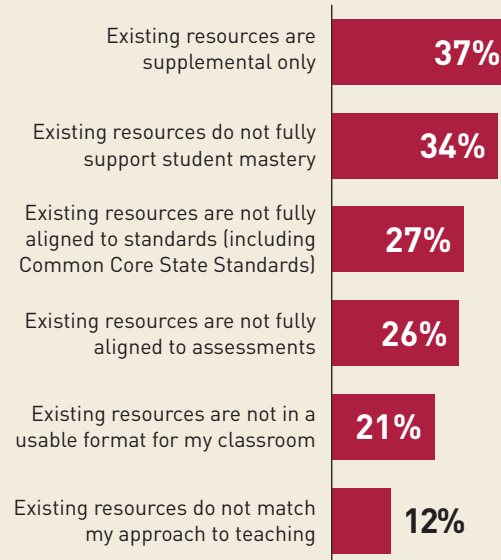 Existing resources are
supplemental only
37%
Existing resources do not fully
support student mastery
34%
Existing resources are not fully
aligned to standards (including
Common Core State Standards)
27%
Existing resources are not fully
aligned to assessments
26%
Existing resources are not in a
usable format for my classroom
21%
Existing resources do not match
my approach to teaching
12%